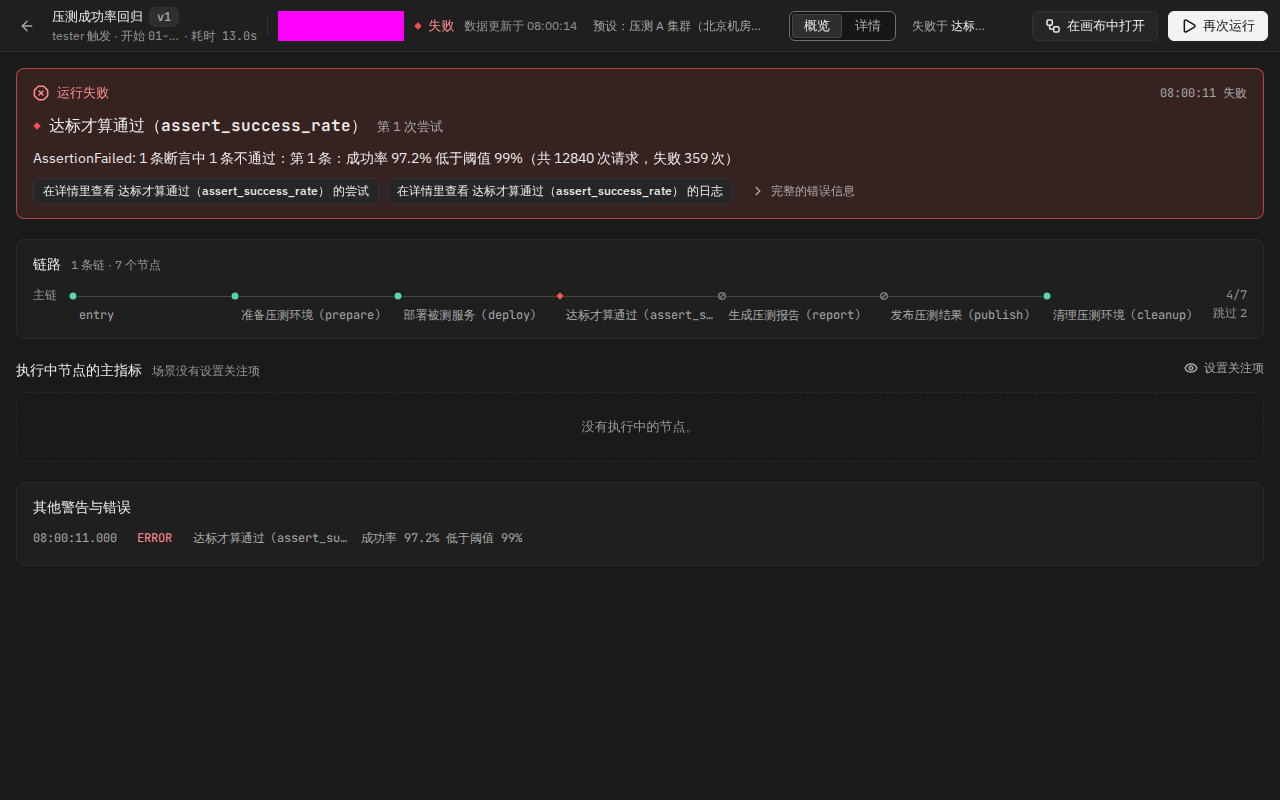 压测成功率回归 v1
tester 触发 · 开始 01-… · 耗时 13.0s
失败 数据更新于 08:00:14 预设：压测 A 集群（北京机房… 概览 详情 失败于 达标… 在画布中打开 再次运行
运行失败 08:00:11 失败
达标才算通过（assert_success_rate） 第 1 次尝试
AssertionFailed: 1 条断言中 1 条不通过：第 1 条：成功率 97.2% 低于阈值 99%（共 12840 次请求，失败 359 次）
在详情里查看 达标才算通过（assert_success_rate） 的尝试 在详情里查看 达标才算通过（assert_success_rate） 的日志 完整的错误信息
链路 1 条链 · 7 个节点
主链 4/7
entry 准备压测环境（prepare） 部署被测服务（deploy） 达标才算通过（assert_s… 生成压测报告（report） 发布压测结果（publish） 清理压测环境（cleanup） 跳过 2
执行中节点的主指标 场景没有设置关注项 设置关注项
没有执行中的节点。
其他警告与错误
08:00:11.000 ERROR 达标才算通过（assert_su… 成功率 97.2% 低于阈值 99%